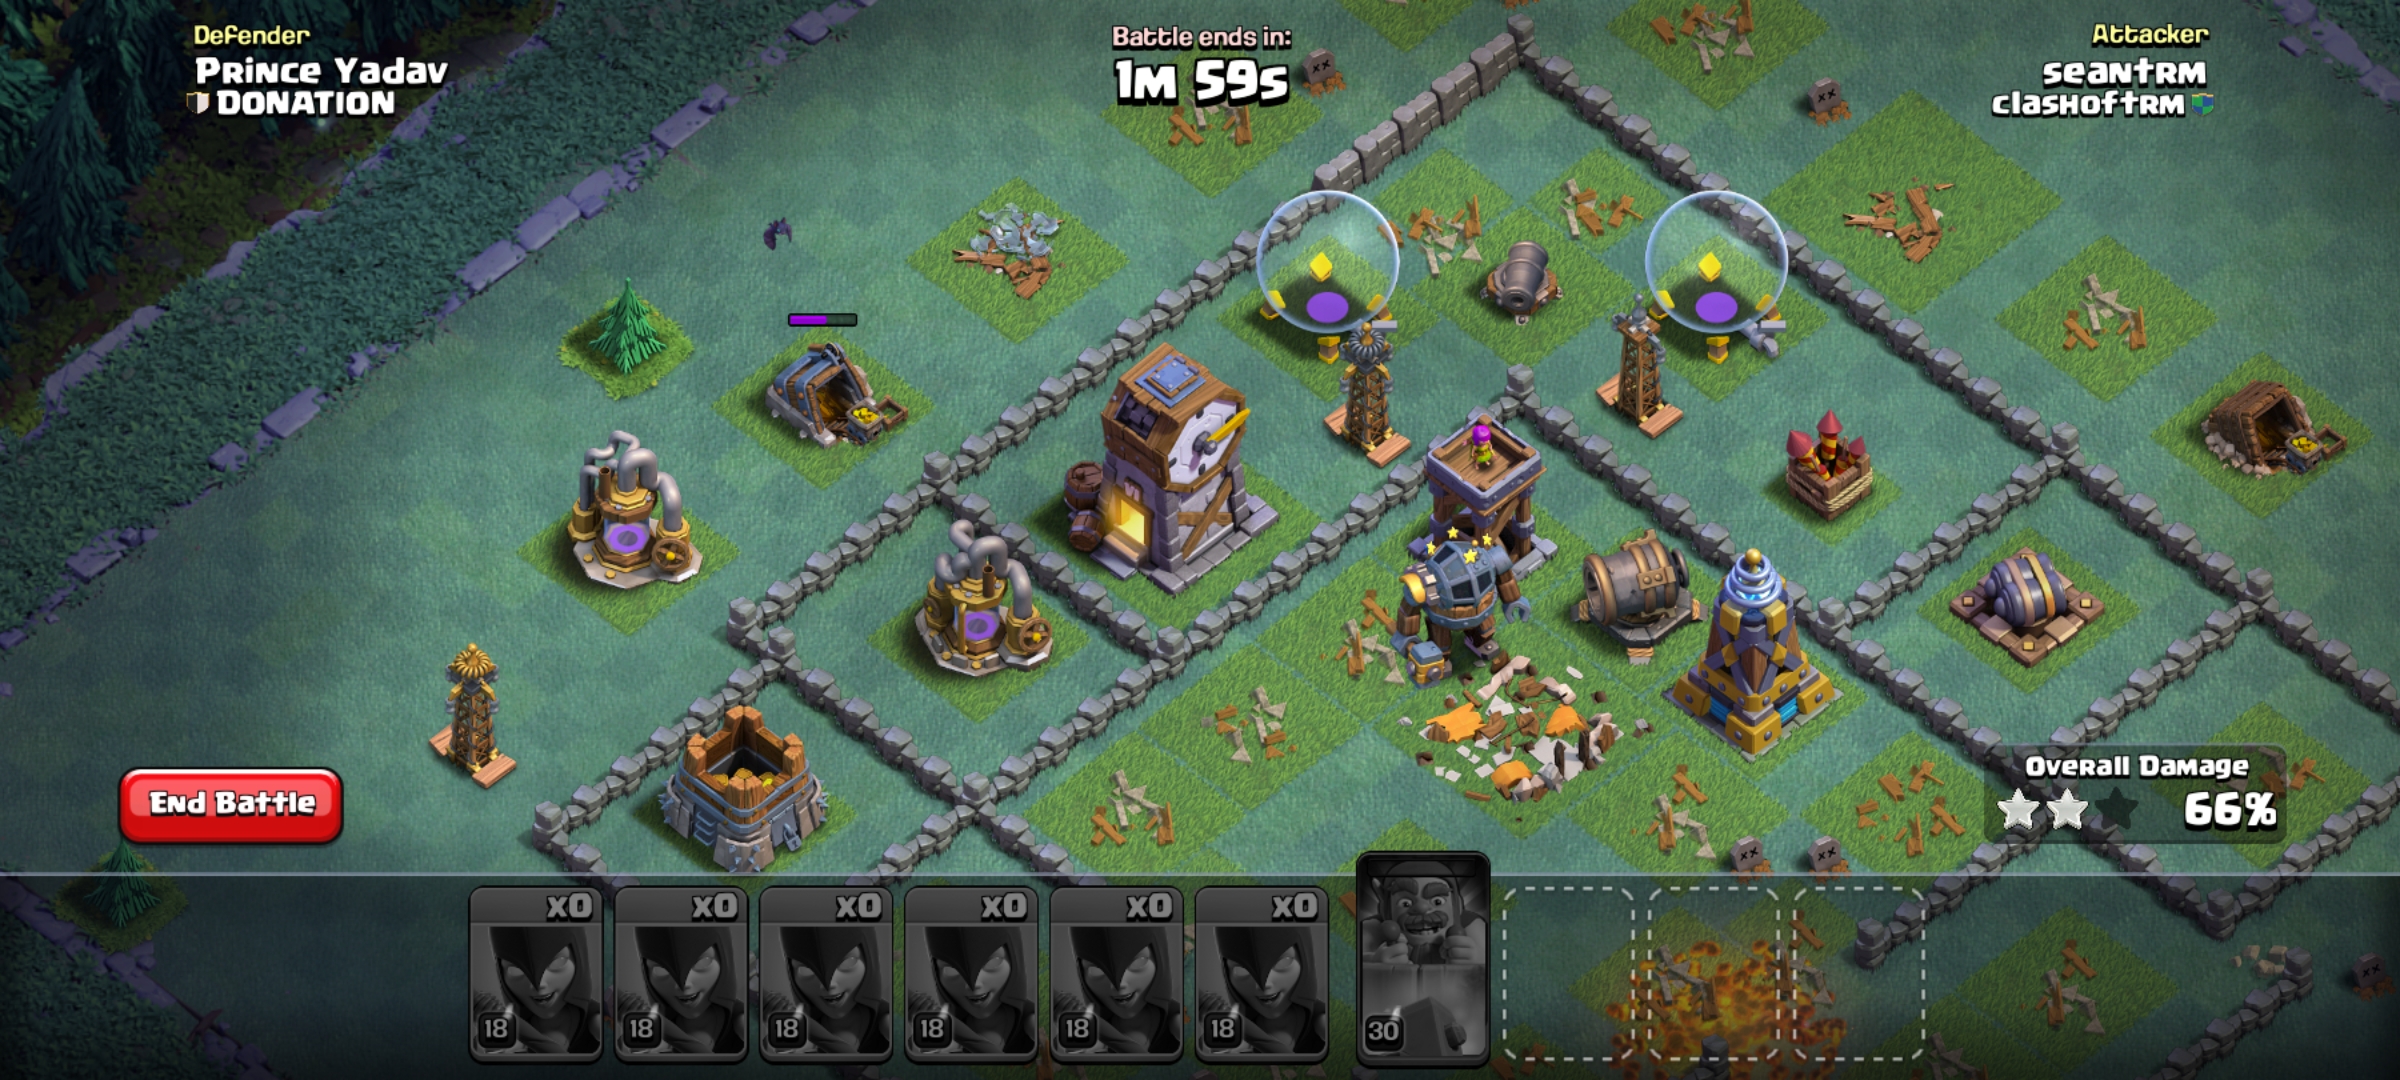 Defender
Prince Yadav
DONATION
Battle ends in:
1M 59s
Attacker
seantrm
clashoftrm
VI
End Battle
Overall Damage
66%
x0
x0
x0
x0
x0
x0
18
18
18
18
18
18
30